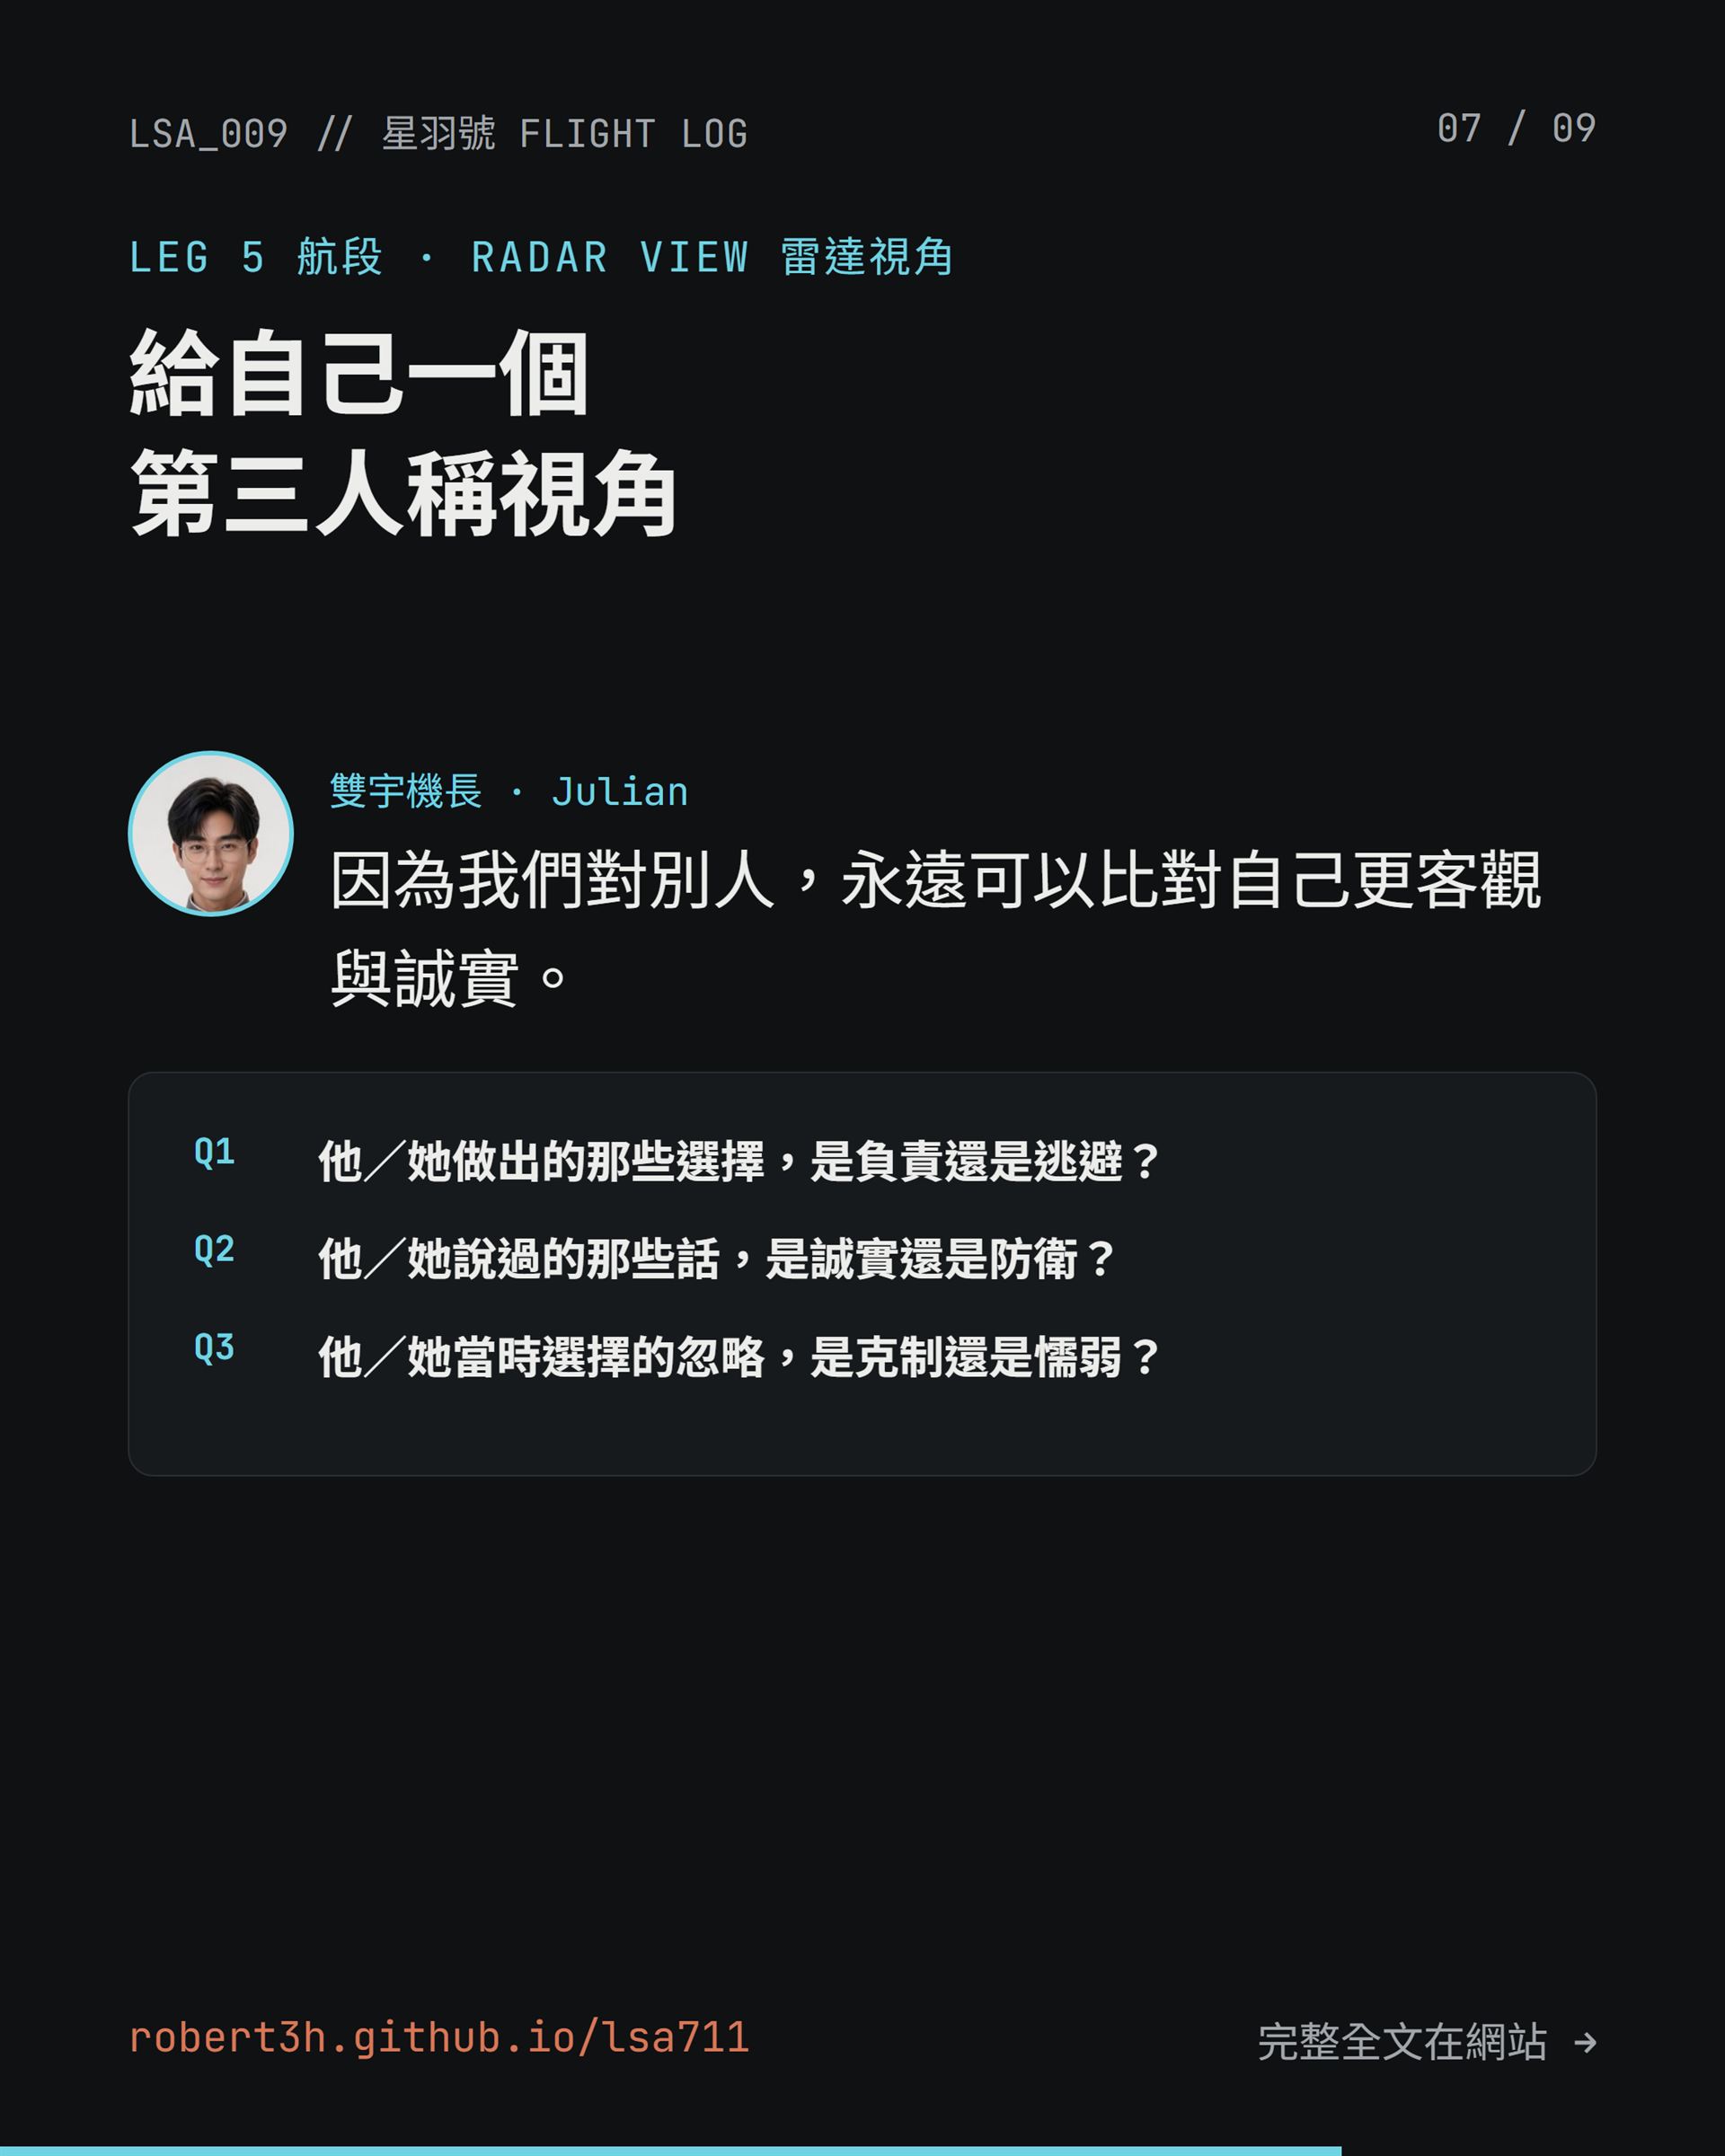 LSA_009 // 星羽號 FLIGHT LOG
07 / 09
LEG 5 航段 · RADAR VIEW 雷達視角
給自己一個
第三人稱視角
雙宇機長 · Julian
因為我們對別人，永遠可以比對自己更客觀
與誠實。
Q1 他／她做出的那些選擇，是負責還是逃避？
Q2 他／她說過的那些話，是誠實還是防衛？
Q3 他／她當時選擇的忽略，是克制還是懦弱？
robert3h.github.io/lsa711
完整全文在網站 →